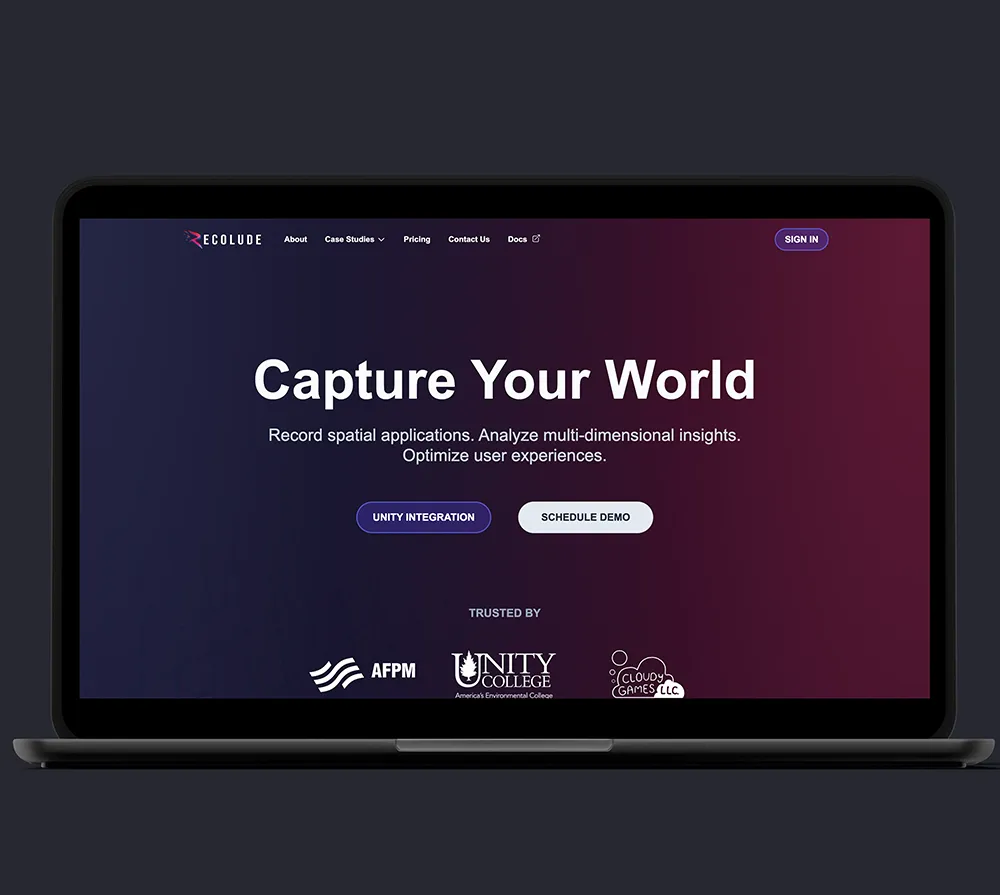 RECOLUDE About Case Studies Pricing Contact Us Docs SIGN IN
Capture Your World
Record spatial applications. Analyze multi-dimensional insights.
Optimize user experiences.
UNITY INTEGRATION SCHEDULE DEMO
TRUSTED BY
AFPM
UNITY
COLLEGE
America's Environmental College
CLOUDY
GAMES LLC